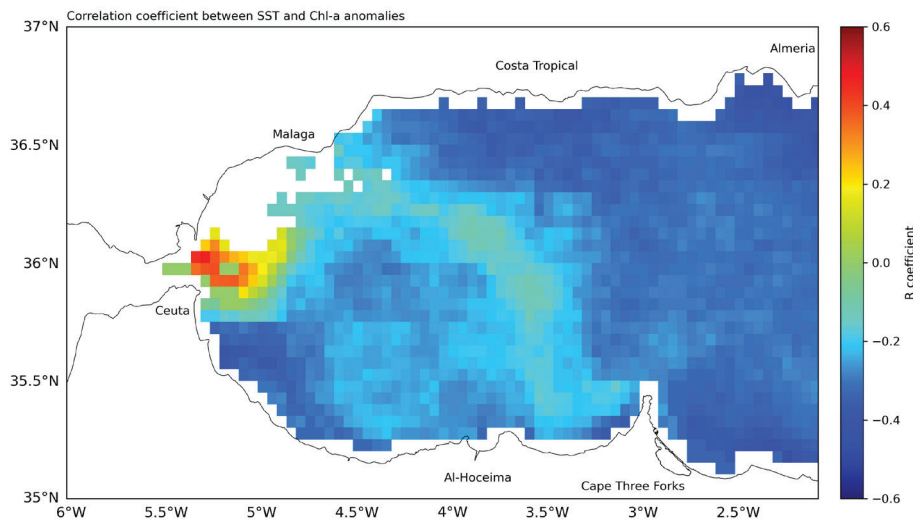 Correlation coefficient between SST and Chl-a anomalies
37°N
36.5°N
36°N
35.5°N
35°N
6°W
5.5°W
5°W
4.5°W
4°W
3.5°W
3°W
2.5°W
Almeria
Costa Tropical
Malaga
Ceuta
Al-Hoceima
Cape Three Forks
0.6
0.4
0.2
0.0
−0.2
−0.4
−0.6
R coefficient